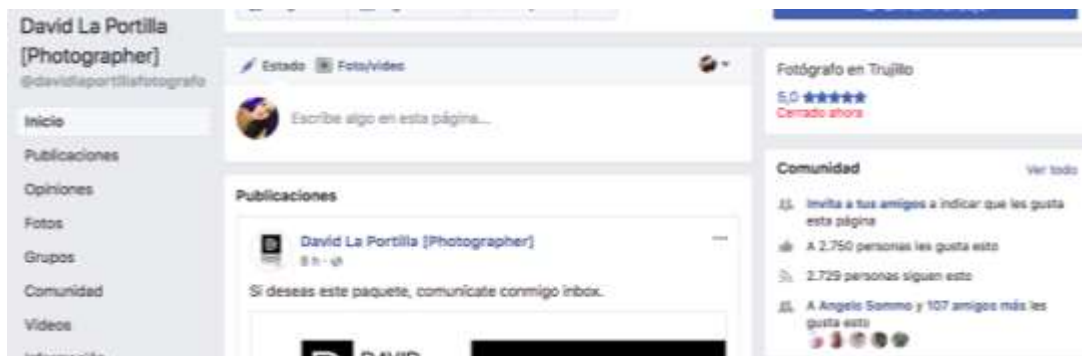 David La Portilla
[Photographer]
@davidlaportillafotografo
Inicio
Publicaciones
Opiniones
Fotos
Grupos
Comunidad
Videos
Información
Estado Foto/video
Escribe algo en esta página...
Publicaciones
David La Portilla [Photographer]
8 h
Si deseas este paquete, comunícate conmigo inbox.
DAVID
Fotógrafo en Trujillo
5,0 ★★★★★
Cerrado ahora
Comunidad Ver todo
Invita a tus amigos a indicar que les gusta
esta página
A 2.750 personas les gusta esto
2.729 personas siguen esto
A Angelo Sommo y 107 amigos más les
gusta esto